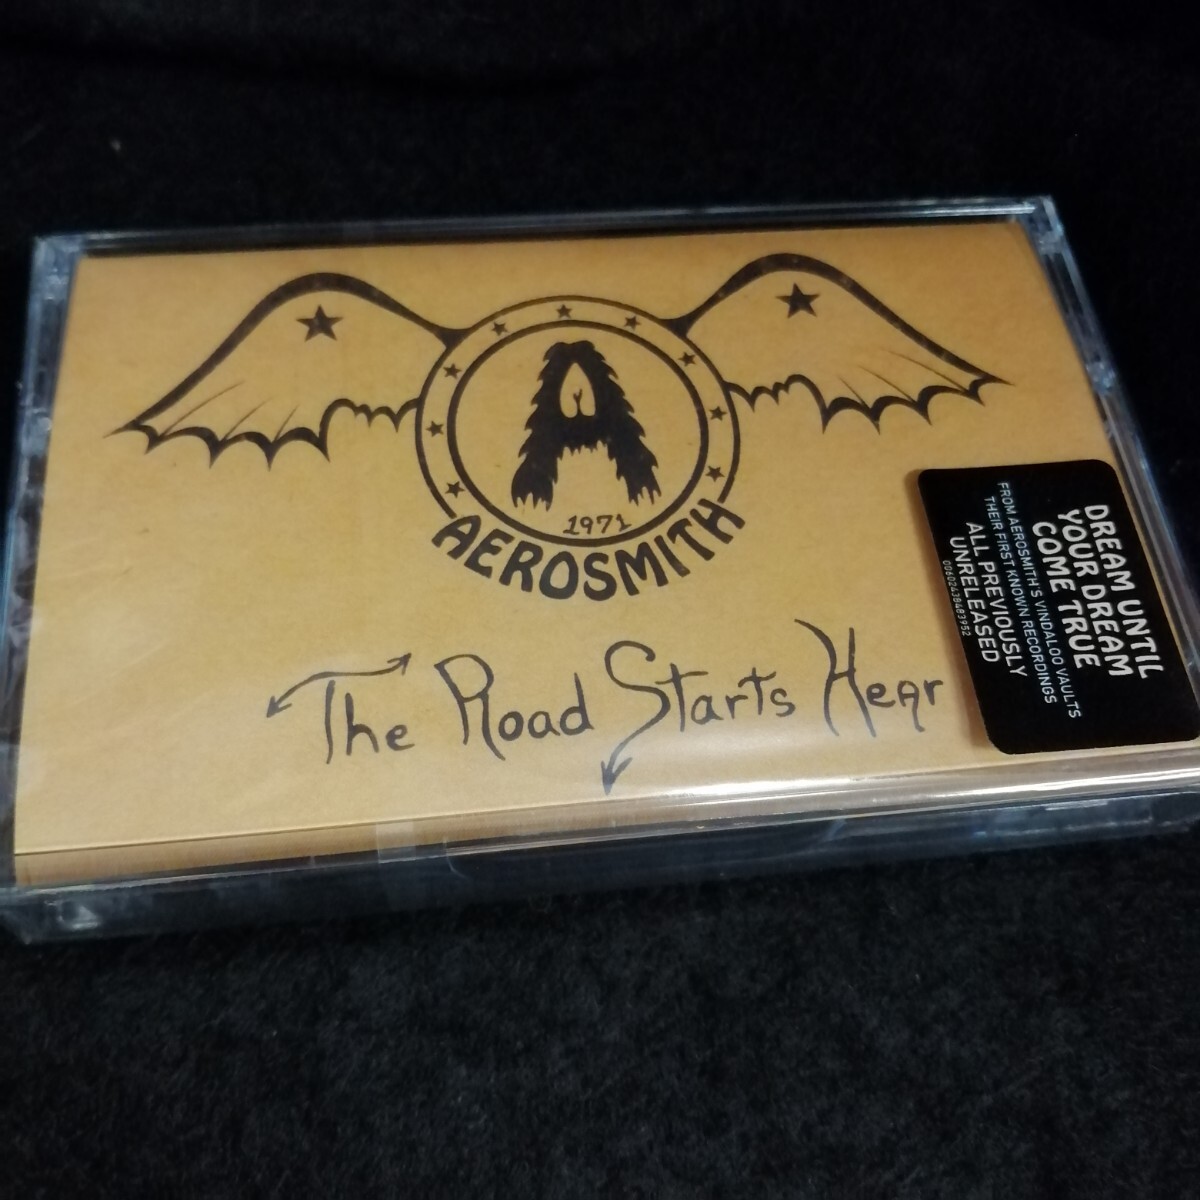 1971
AEROSMITH
The Road Starts Hear
DREAM UNTIL
YOUR DREAM
COME TRUE
FROM AEROSMITH'S VINDALOO VAULTS
THEIR FIRST KNOWN RECORDINGS
ALL PREVIOUSLY
UNRELEASED
00602438483952